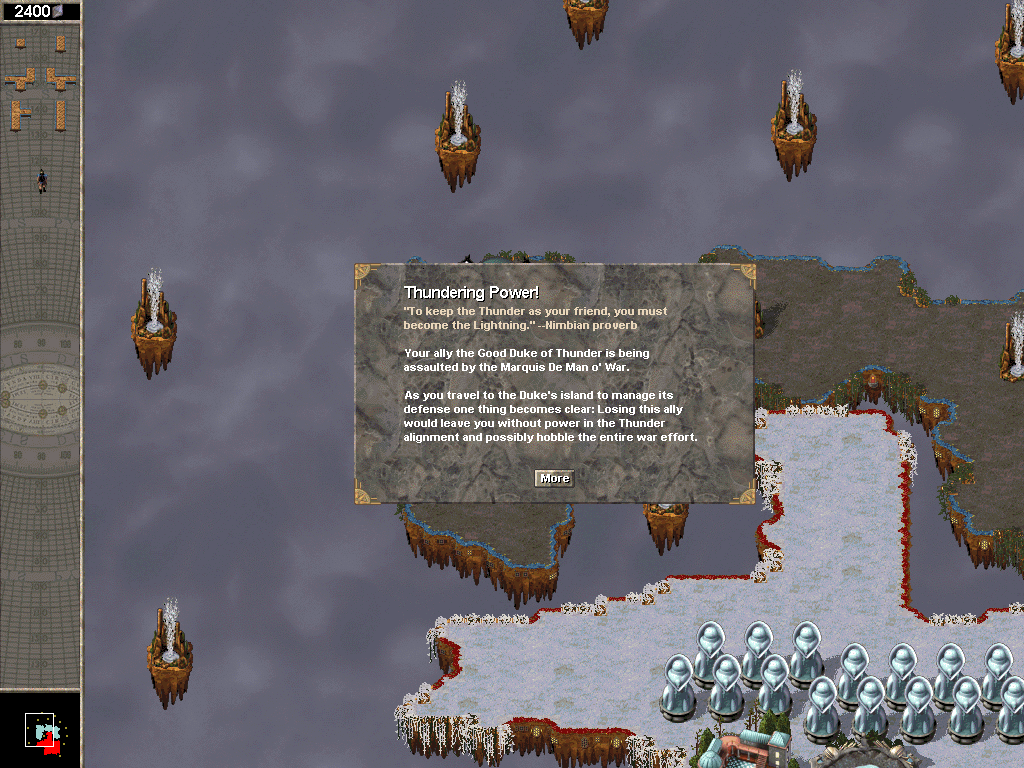 2400
Thundering Power!
"To keep the Thunder as your friend, you must
become the Lightning." --Nimbian proverb
Your ally the Good Duke of Thunder is being
assaulted by the Marquis De Man o' War.
As you travel to the Duke's island to manage its
defense one thing becomes clear: Losing this ally
would leave you without power in the Thunder
alignment and possibly hobble the entire war effort.
More